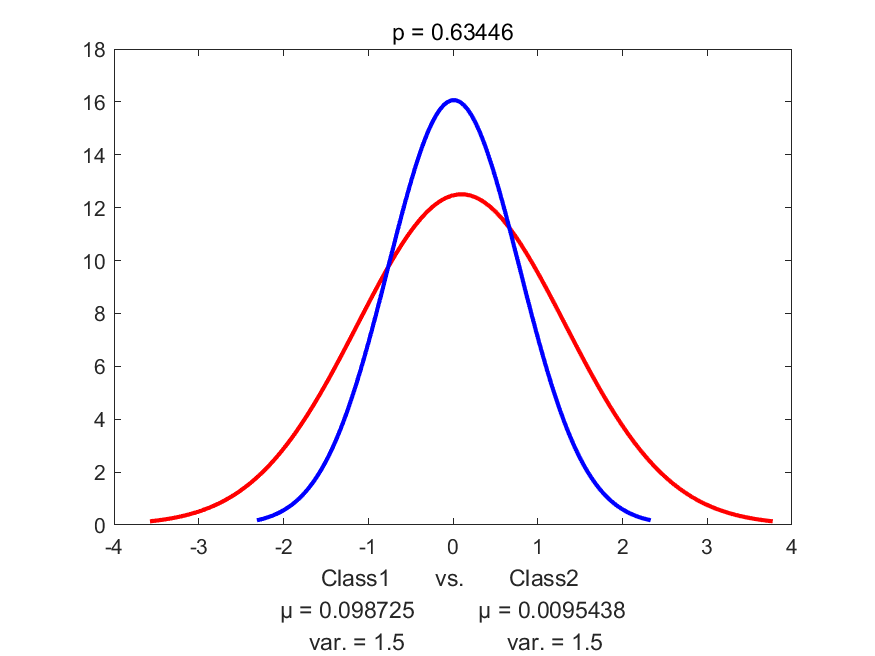 p = 0.63446
18
16
14
12
10
8
6
4
2
0
-4 -3 -2 -1 0 1 2 3 4
Class1 vs. Class2
μ = 0.098725 μ = 0.0095438
var. = 1.5 var. = 1.5